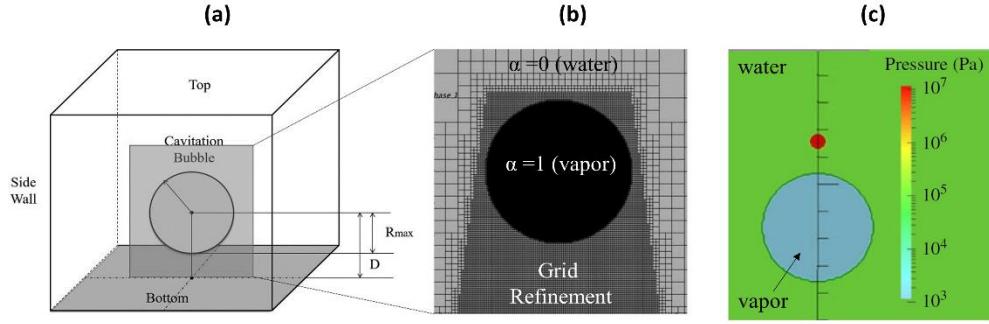 (a)
(b)
(c)
Top
Cavitation
Bubble
Side
Wall
Rmax
D
Bottom
α =0 (water)
hase_1
α =1 (vapor)
Grid
Refinement
water
Pressure (Pa)
10⁷
10⁶
10⁵
10⁴
10³
vapor